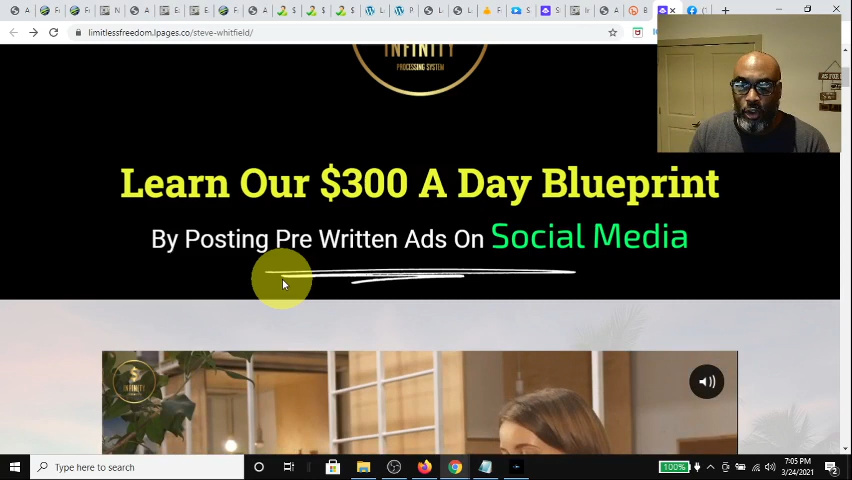 limitlessfreedom.lpages.co/steve-whitfield/
INFINITY
PROCESSING SYSTEM
Learn Our $300 A Day Blueprint
By Posting Pre Written Ads On Social Media
INFINITY
Type here to search
100%
7:05 PM
3/24/2021